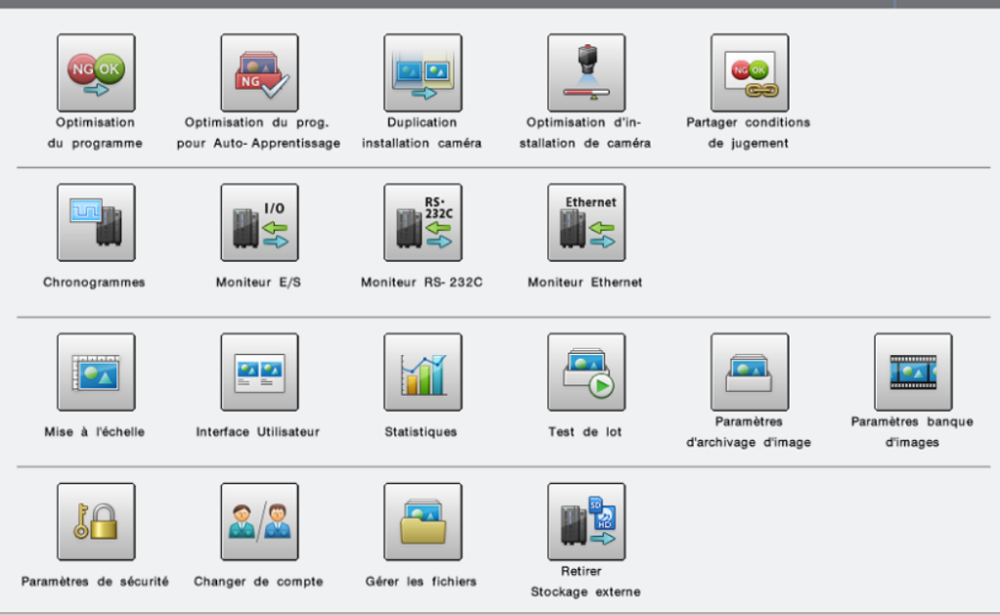 NG OK
NG
NG OK
Optimisation
du programme
Optimisation du prog.
pour Auto- Apprentissage
Duplication
installation caméra
Optimisation d'in-
stallation de caméra
Partager conditions
de jugement
I/O
RS-
232C
Ethernet
Chronogrammes
Moniteur E/S
Moniteur RS- 232C
Moniteur Ethernet
Mise à l'échelle
Interface Utilisateur
Statistiques
Test de lot
Paramètres
d'archivage d'image
Paramètres banque
d'images
SD
HD
Paramètres de sécurité
Changer de compte
Gérer les fichiers
Retirer
Stockage externe